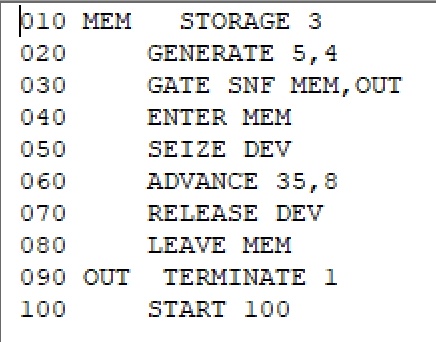 010 MEM STORAGE 3
020 GENERATE 5,4
030 GATE SNF MEM,OUT
040 ENTER MEM
050 SEIZE DEV
060 ADVANCE 35,8
070 RELEASE DEV
080 LEAVE MEM
090 OUT TERMINATE 1
100 START 100